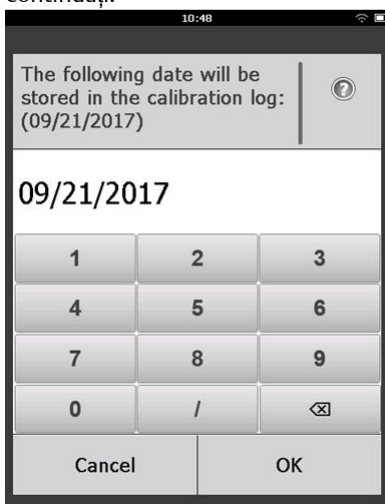 10:48
The following date will be
stored in the calibration log:
(09/21/2017)
?
09/21/2017
1 2 3
4 5 6
7 8 9
0 /
Cancel OK